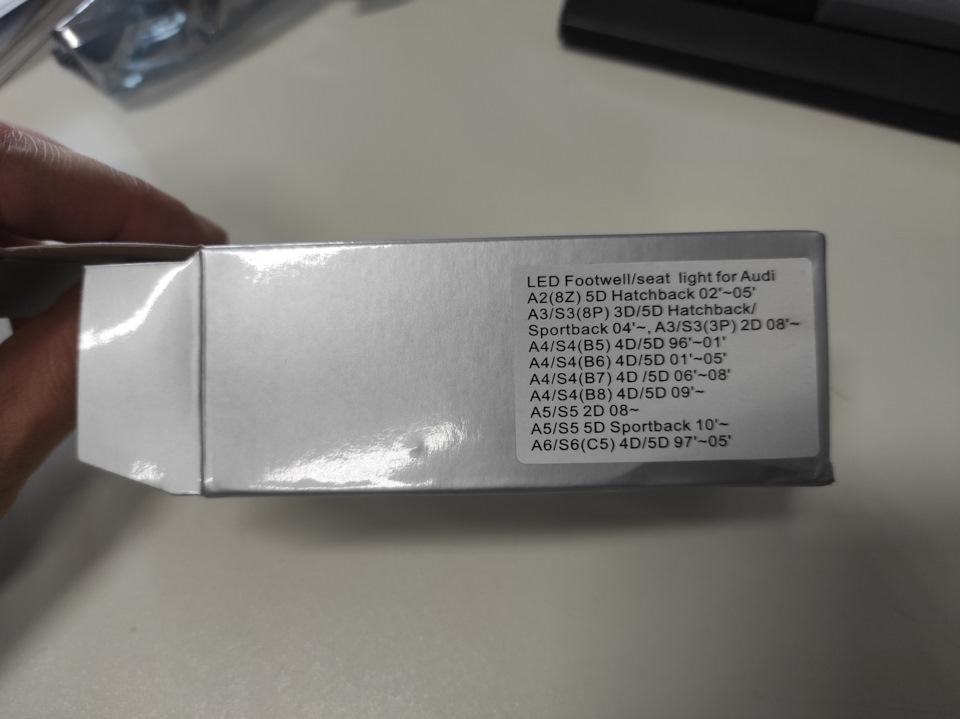 LED Footwell/seat light for Audi
A2(8Z) 5D Hatchback 02'~05'
A3/S3(8P) 3D/5D Hatchback/
Sportback 04'~, A3/S3(3P) 2D 08'~
A4/S4(B5) 4D/5D 96'~01'
A4/S4(B6) 4D/5D 01'~05'
A4/S4(B7) 4D /5D 06'~08'
A4/S4(B8) 4D/5D 09'~
A5/S5 2D 08~
A5/S5 5D Sportback 10'~
A6/S6(C5) 4D/5D 97'~05'